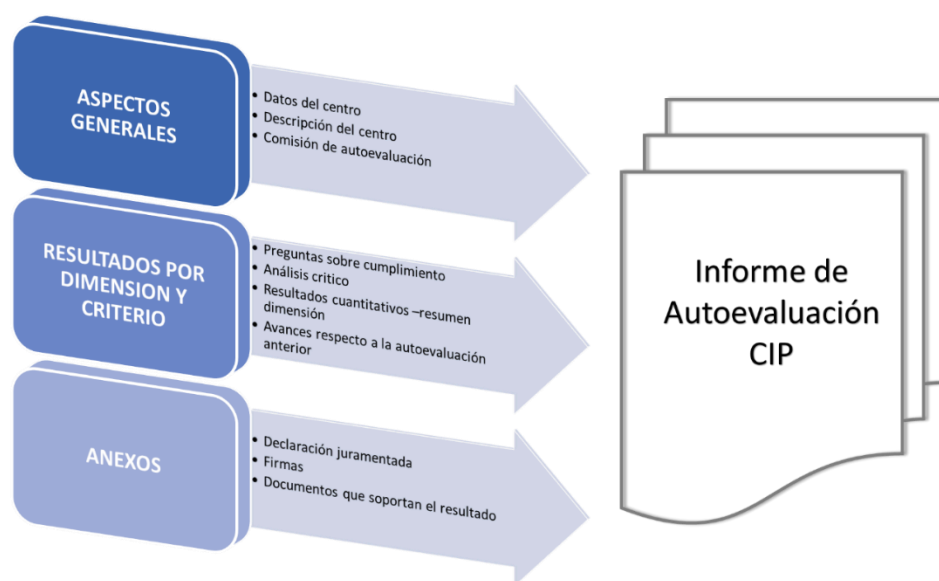 ASPECTOS
GENERALES
• Datos del centro
• Descripción del centro
• Comisión de autoevaluación
RESULTADOS POR
DIMENSION Y
CRITERIO
• Preguntas sobre cumplimiento
• Análisis critico
• Resultados cuantitativos –resumen
dimensión
• Avances respecto a la autoevaluación
anterior
ANEXOS
• Declaración juramentada
• Firmas
• Documentos que soportan el resultado
Informe de
Autoevaluación
CIP